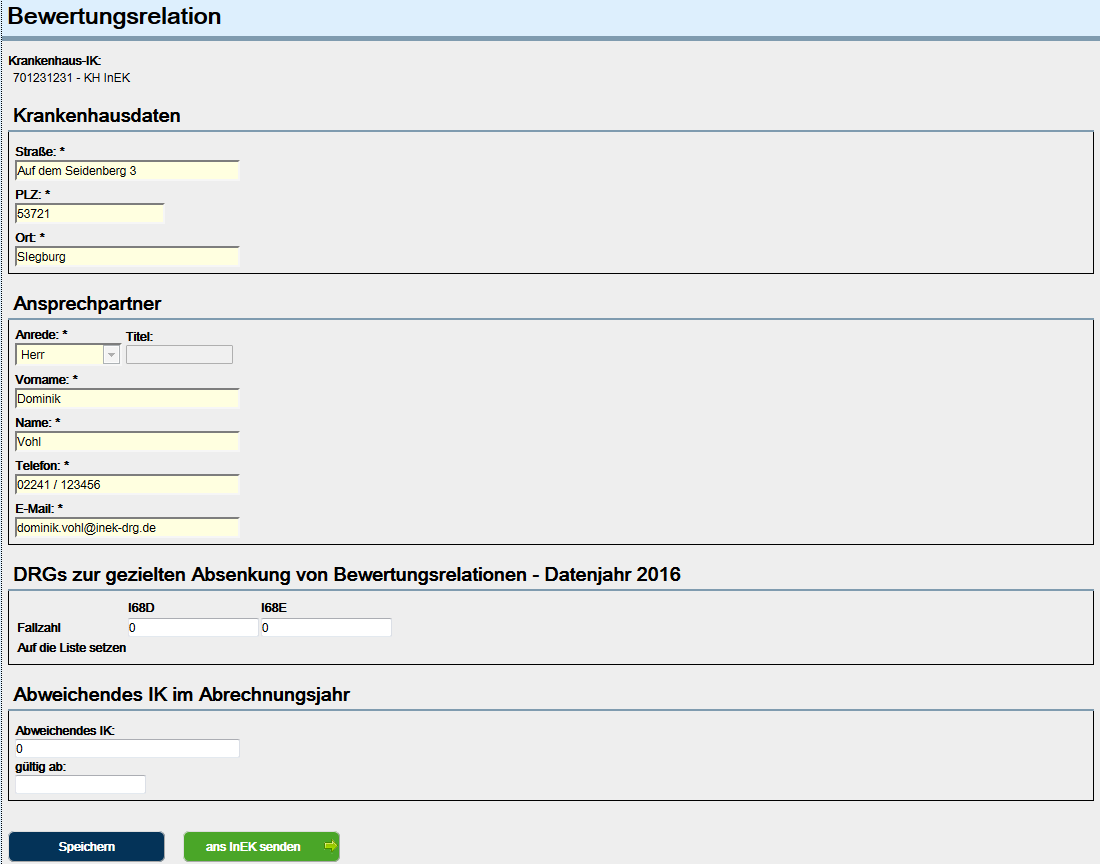 Bewertungsrelation
Krankenhaus-IK:
701231231 - KH InEK
Krankenhausdaten
Straße: *
Auf dem Seidenberg 3
PLZ: *
53721
Ort: *
SIegburg
Ansprechpartner
Anrede: * Titel:
Herr
Vorname: *
Dominik
Name: *
Vohl
Telefon: *
02241 / 123456
E-Mail: *
dominik.vohl@inek-drg.de
DRGs zur gezielten Absenkung von Bewertungsrelationen - Datenjahr 2016
I68D I68E
Fallzahl 0 0
Auf die Liste setzen
Abweichendes IK im Abrechnungsjahr
Abweichendes IK:
0
gültig ab:
Speichern ans InEK senden